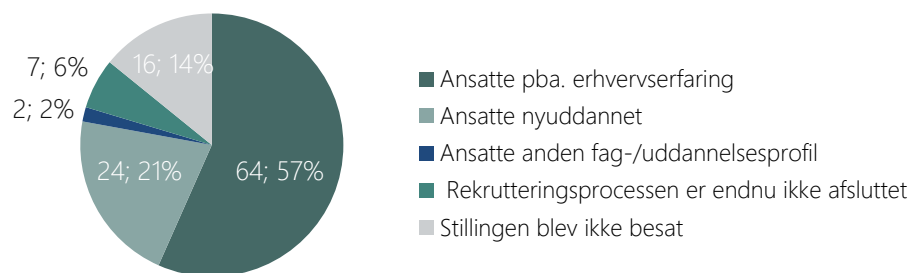 16; 14%
7; 6%
2; 2%
24; 21%
64; 57%
Ansatte pba. erhvervserfaring
Ansatte nyuddannet
Ansatte anden fag-/uddannelsesprofil
Rekrutteringsprocessen er endnu ikke afsluttet
Stillingen blev ikke besat